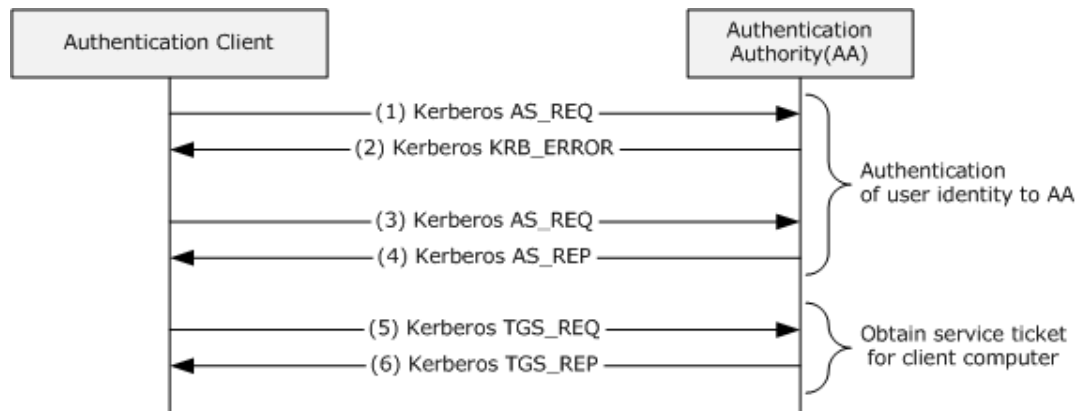 Authentication Client
Authentication
Authority(AA)
(1) Kerberos AS_REQ
(2) Kerberos KRB_ERROR
Authentication
of user identity to AA
(3) Kerberos AS_REQ
(4) Kerberos AS_REP
(5) Kerberos TGS_REQ
(6) Kerberos TGS_REP
Obtain service ticket
for client computer